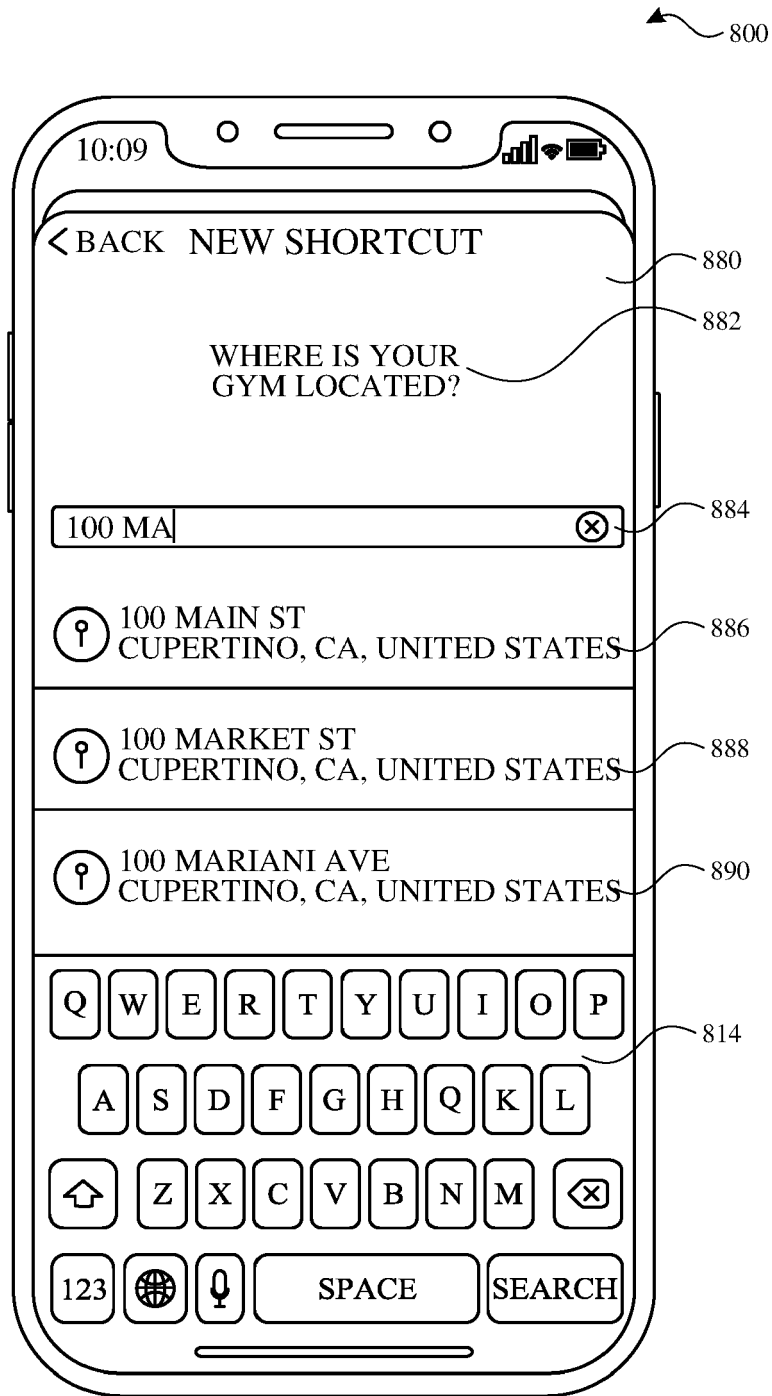 800
10:09
BACK NEW SHORTCUT
880
882
WHERE IS YOUR
GYM LOCATED?
100 MA
884
100 MAIN ST
CUPERTINO, CA, UNITED STATES
886
100 MARKET ST
CUPERTINO, CA, UNITED STATES
888
100 MARIANI AVE
CUPERTINO, CA, UNITED STATES
890
Q W E R T Y U I O P
814
A S D F G H Q K L
Z X C V B N M
123 SPACE SEARCH